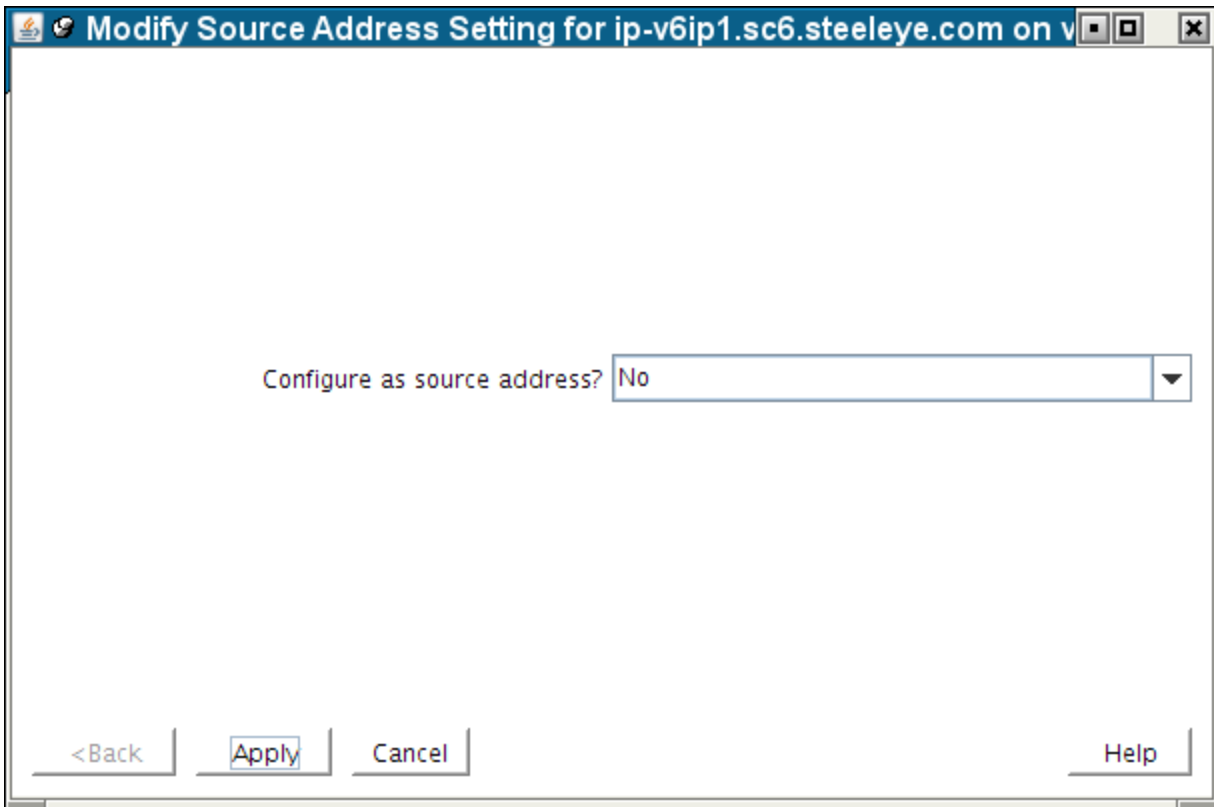 Modify Source Address Setting for ip-v6ip1.sc6.steeleye.com on v
Configure as source address? No
<Back Apply Cancel Help